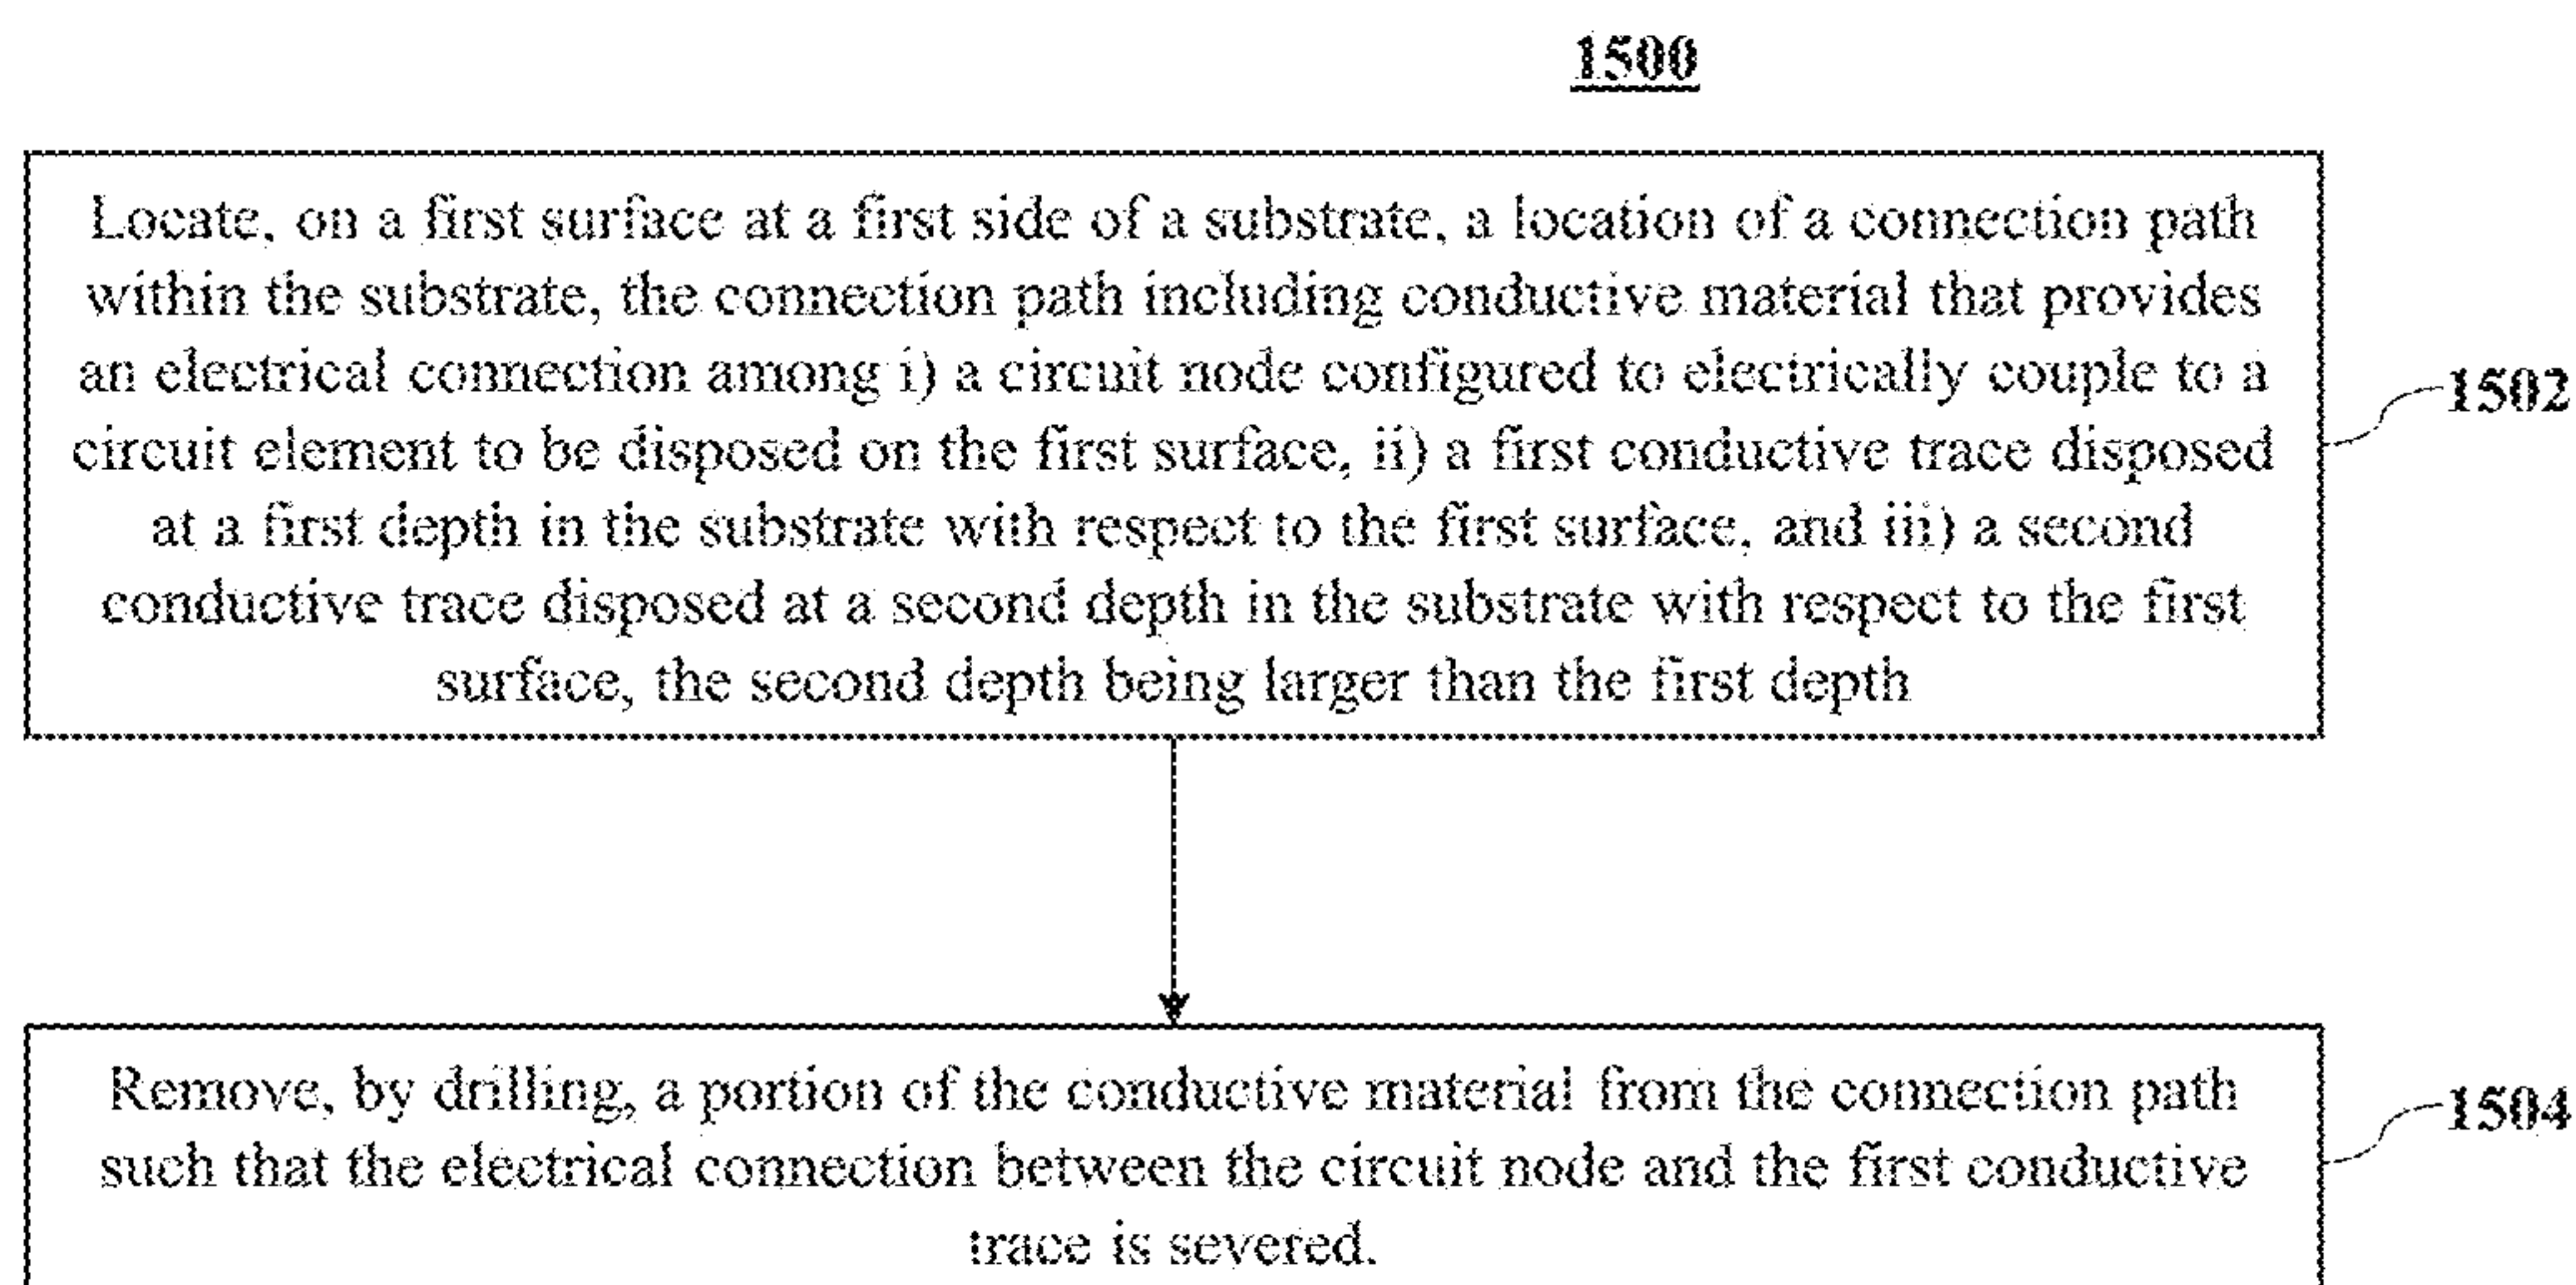 1500
Locate, on a first surface at a first side of a substrate, a location of a connection path
within the substrate, the connection path including conductive material that provides
an electrical connection among i) a circuit node configured to electrically couple to a
circuit element to be disposed on the first surface, ii) a first conductive trace disposed
at a first depth in the substrate with respect to the first surface, and iii) a second
conductive trace disposed at a second depth in the substrate with respect to the first
surface, the second depth being larger than the first depth
1502
Remove, by drilling, a portion of the conductive material from the connection path
such that the electrical connection between the circuit node and the first conductive
trace is severed.
1504